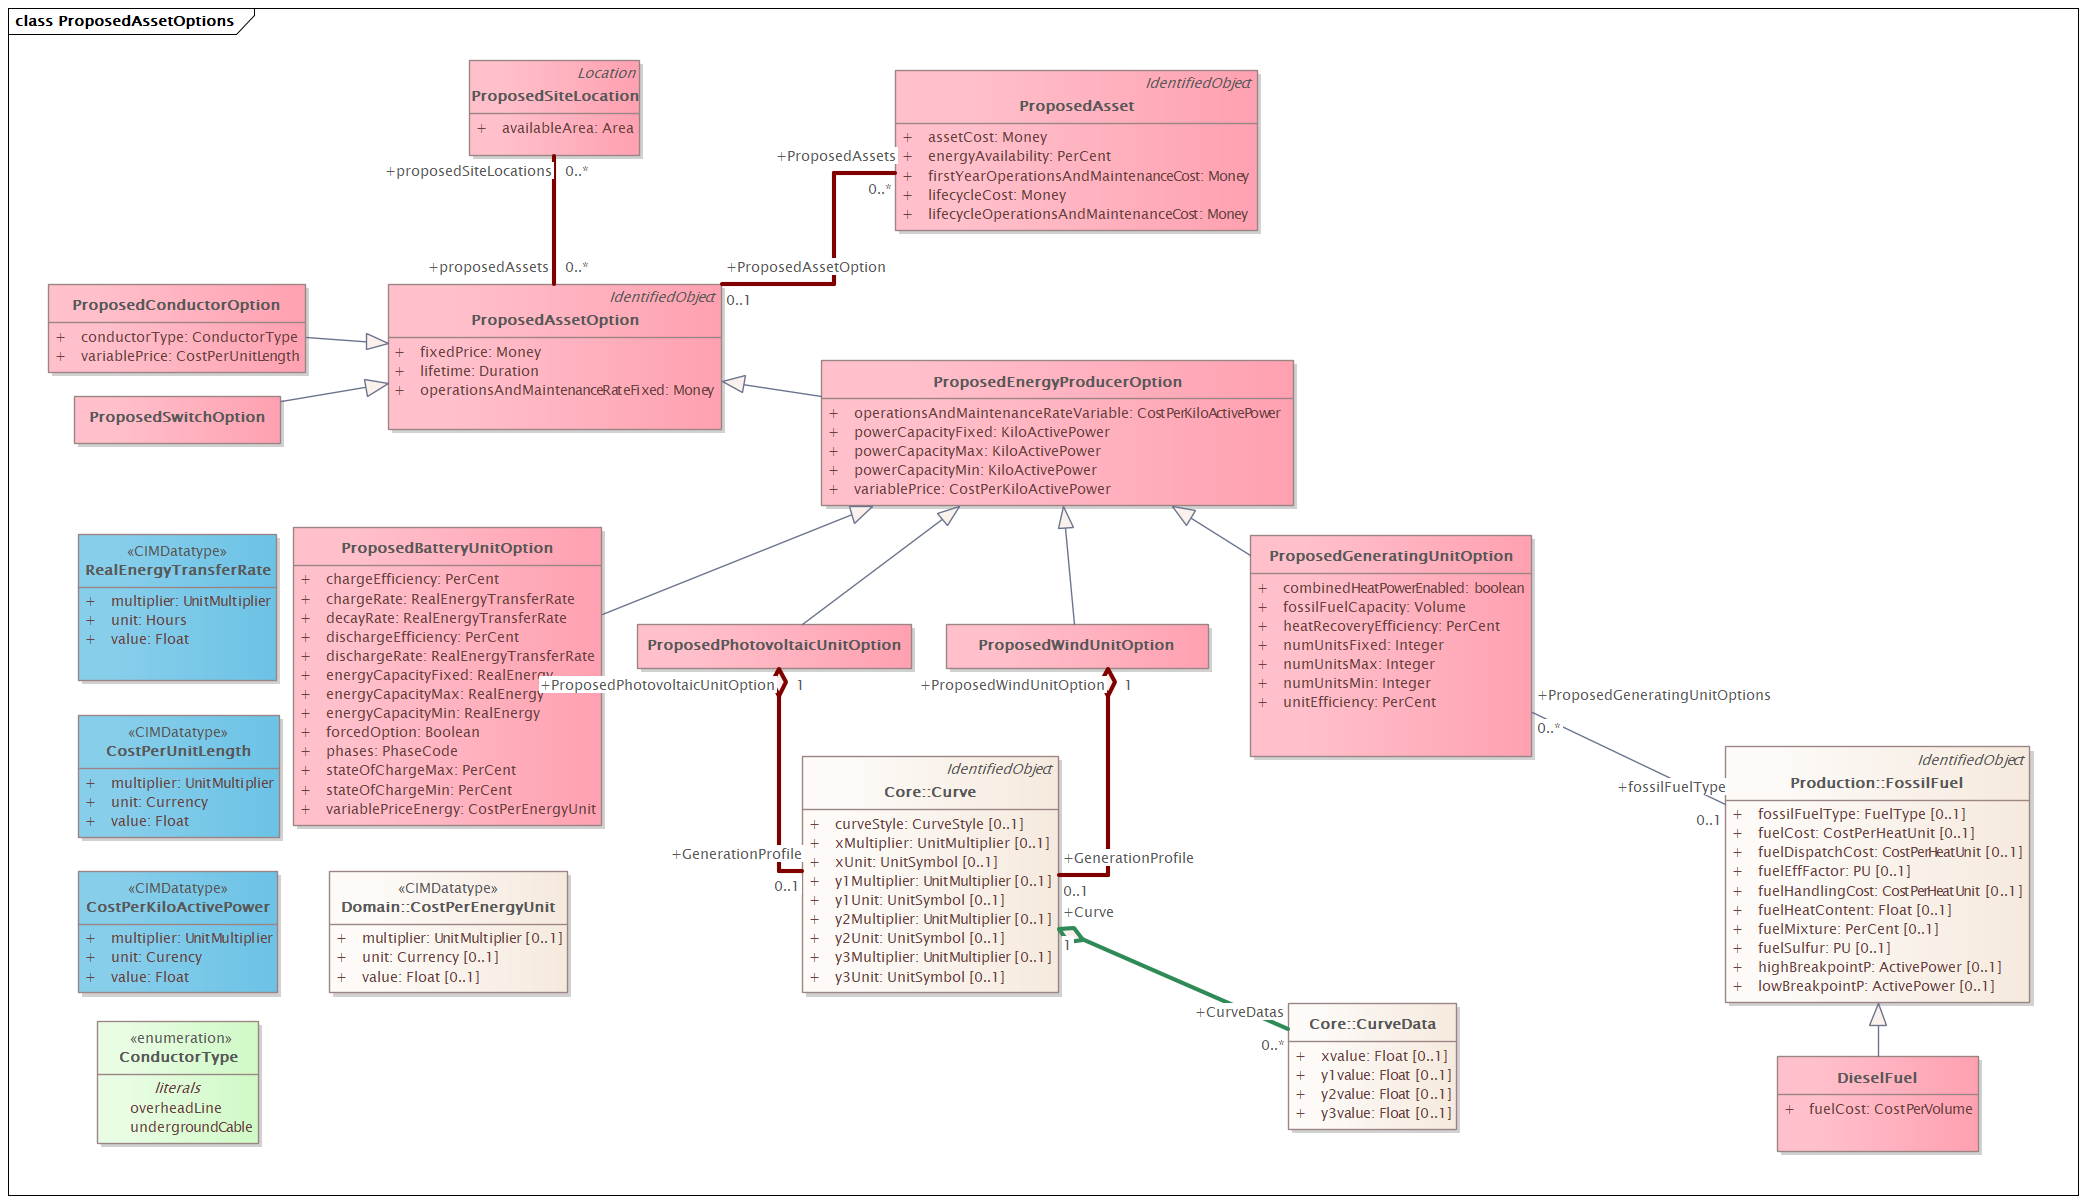 class ProposedAssetOptions
Location
ProposedSiteLocation
+ availableArea: Area
IdentifiedObject
ProposedAsset
+ assetCost: Money
+ energyAvailability: PerCent
+ firstYearOperationsAndMaintenanceCost: Money
+ lifecycleCost: Money
+ lifecycleOperationsAndMaintenanceCost: Money
+ProposedAssets
0..*
+proposedSiteLocations 0..*
+proposedAssets 0..*
+ProposedAssetOption
0..1
ProposedConductorOption
+ conductorType: ConductorType
+ variablePrice: CostPerUnitLength
ProposedSwitchOption
IdentifiedObject
ProposedAssetOption
+ fixedPrice: Money
+ lifetime: Duration
+ operationsAndMaintenanceRateFixed: Money
ProposedEnergyProducerOption
+ operationsAndMaintenanceRateVariable: CostPerKiloActivePower
+ powerCapacityFixed: KiloActivePower
+ powerCapacityMax: KiloActivePower
+ powerCapacityMin: KiloActivePower
+ variablePrice: CostPerKiloActivePower
«CIMDatatype»
RealEnergyTransferRate
+ multiplier: UnitMultiplier
+ unit: Hours
+ value: Float
ProposedBatteryUnitOption
+ chargeEfficiency: PerCent
+ chargeRate: RealEnergyTransferRate
+ decayRate: RealEnergyTransferRate
+ dischargeEfficiency: PerCent
+ dischargeRate: RealEnergyTransferRate
+ energyCapacityFixed: RealEnergy
+ energyCapacityMax: RealEnergy
+ energyCapacityMin: RealEnergy
+ forcedOption: Boolean
+ phases: PhaseCode
+ stateOfChargeMax: PerCent
+ stateOfChargeMin: PerCent
+ variablePriceEnergy: CostPerEnergyUnit
ProposedPhotovoltaicUnitOption
+ProposedPhotovoltaicUnitOption 1
ProposedWindUnitOption
+ProposedWindUnitOption 1
ProposedGeneratingUnitOption
+ combinedHeatPowerEnabled: boolean
+ fossilFuelCapacity: Volume
+ heatRecoveryEfficiency: PerCent
+ numUnitsFixed: Integer
+ numUnitsMax: Integer
+ numUnitsMin: Integer
+ unitEfficiency: PerCent
+ProposedGeneratingUnitOptions
0..*
+fossilFuelType
0..1
«CIMDatatype»
CostPerUnitLength
+ multiplier: UnitMultiplier
+ unit: Currency
+ value: Float
IdentifiedObject
Core::Curve
+ curveStyle: CurveStyle [0..1]
+ xMultiplier: UnitMultiplier [0..1]
+ xUnit: UnitSymbol [0..1]
+ y1Multiplier: UnitMultiplier [0..1]
+ y1Unit: UnitSymbol [0..1]
+ y2Multiplier: UnitMultiplier [0..1]
+ y2Unit: UnitSymbol [0..1]
+ y3Multiplier: UnitMultiplier [0..1]
+ y3Unit: UnitSymbol [0..1]
+GenerationProfile
0..1
+GenerationProfile
0..1
+Curve
1
+CurveDatas
0..*
IdentifiedObject
Production::FossilFuel
+ fossilFuelType: FuelType [0..1]
+ fuelCost: CostPerHeatUnit [0..1]
+ fuelDispatchCost: CostPerHeatUnit [0..1]
+ fuelEffFactor: PU [0..1]
+ fuelHandlingCost: CostPerHeatUnit [0..1]
+ fuelHeatContent: Float [0..1]
+ fuelMixture: PerCent [0..1]
+ fuelSulfur: PU [0..1]
+ highBreakpointP: ActivePower [0..1]
+ lowBreakpointP: ActivePower [0..1]
«CIMDatatype»
CostPerKiloActivePower
+ multiplier: UnitMultiplier
+ unit: Curency
+ value: Float
«CIMDatatype»
Domain::CostPerEnergyUnit
+ multiplier: UnitMultiplier [0..1]
+ unit: Currency [0..1]
+ value: Float [0..1]
Core::CurveData
+ xvalue: Float [0..1]
+ y1value: Float [0..1]
+ y2value: Float [0..1]
+ y3value: Float [0..1]
«enumeration»
ConductorType
literals
overheadLine
undergroundCable
DieselFuel
+ fuelCost: CostPerVolume